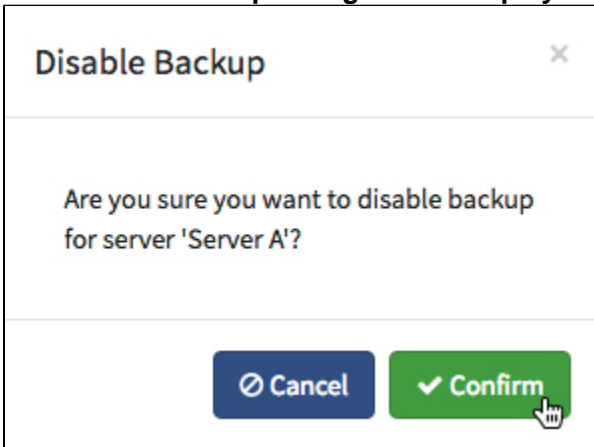 Disable Backup
Are you sure you want to disable backup
for server 'Server A'?
Cancel
Confirm